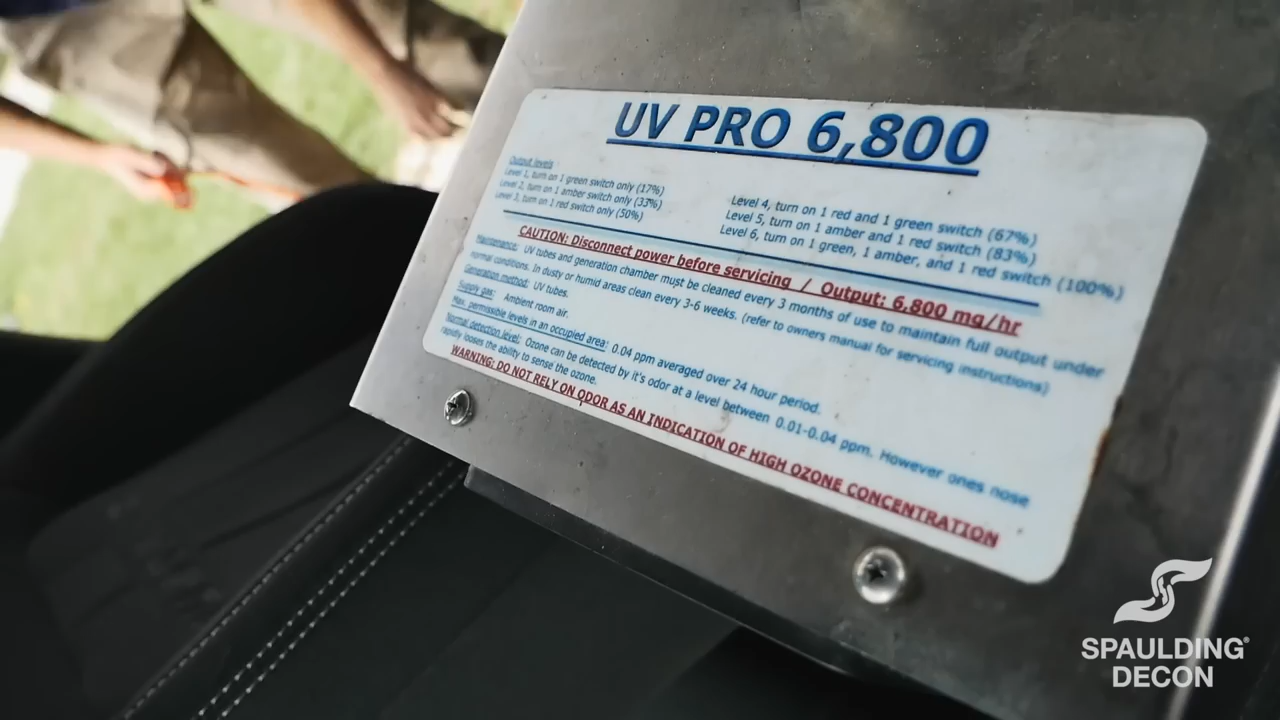 UV PRO 6,800
Output levels
Level 1, turn on 1 green switch only (17%)
Level 2, turn on 1 amber switch only (33%)
Level 3, turn on 1 red switch only (50%)
Level 4, turn on 1 red and 1 green switch (67%)
Level 5, turn on 1 amber and 1 red switch (83%)
Level 6, turn on 1 green, 1 amber, and 1 red switch (100%)
CAUTION: Disconnect power before servicing / Output: 6,800 mg/hr
Maintenance: UV tubes and generation chamber must be cleaned every 3 months of use to maintain full output under
normal conditions. In dusty or humid areas clean every 3-6 weeks. (refer to owners manual for servicing instructions)
Generation method: UV tubes.
Supply gas: Ambient room air.
Max. permissible levels in an occupied area: 0.04 ppm averaged over 24 hour period.
Normal detection level: Ozone can be detected by it's odor at a level between 0.01-0.04 ppm. However ones nose
rapidly looses the ability to sense the ozone.
WARNING: DO NOT RELY ON ODOR AS AN INDICATION OF HIGH OZONE CONCENTRATION
SPAULDING®
DECON